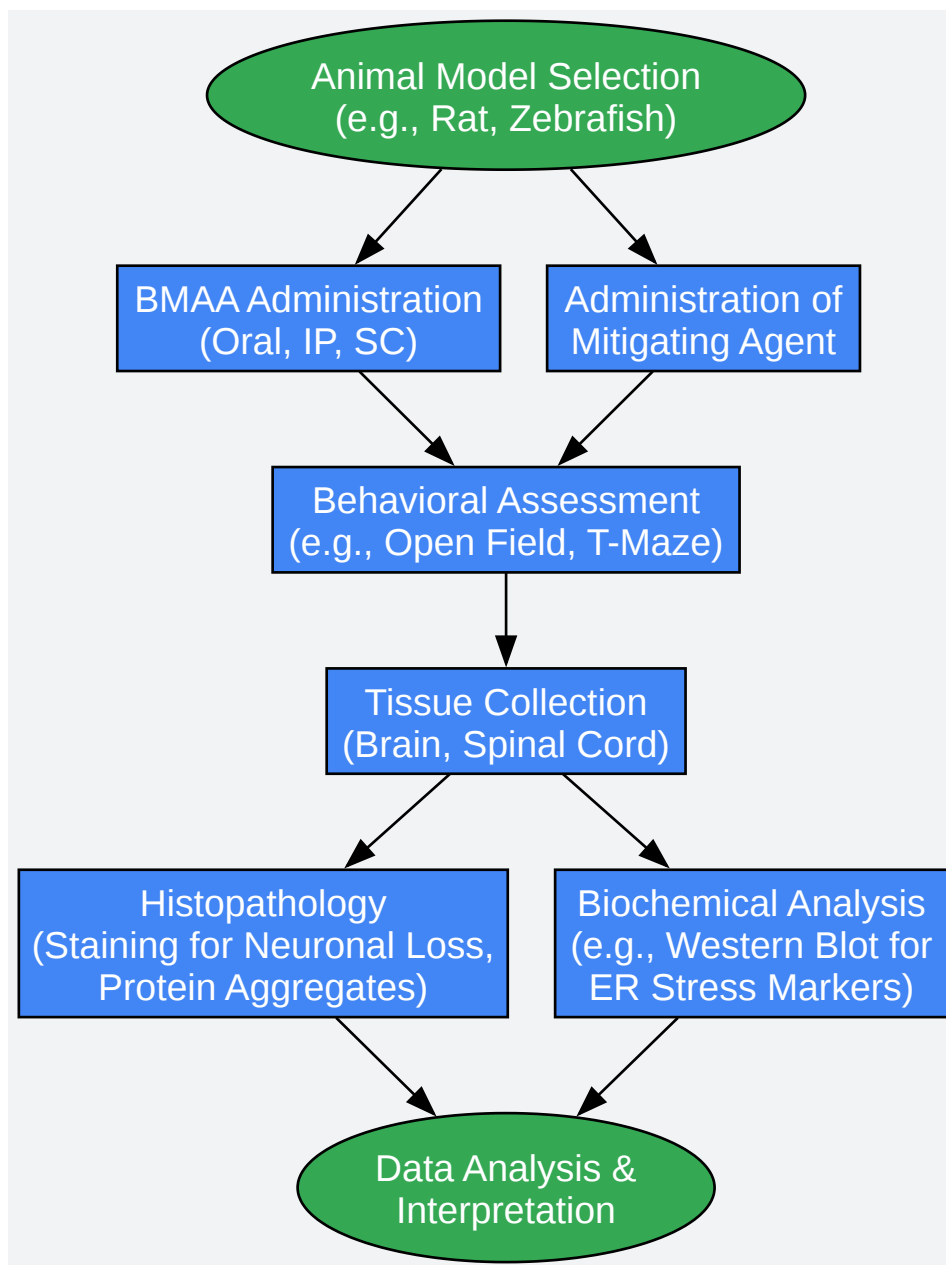 Animal Model Selection
(e.g., Rat, Zebrafish)
BMAA Administration
(Oral, IP, SC)
Administration of
Mitigating Agent
Behavioral Assessment
(e.g., Open Field, T-Maze)
Tissue Collection
(Brain, Spinal Cord)
Histopathology
(Staining for Neuronal Loss,
Protein Aggregates)
Biochemical Analysis
(e.g., Western Blot for
ER Stress Markers)
Data Analysis &
Interpretation